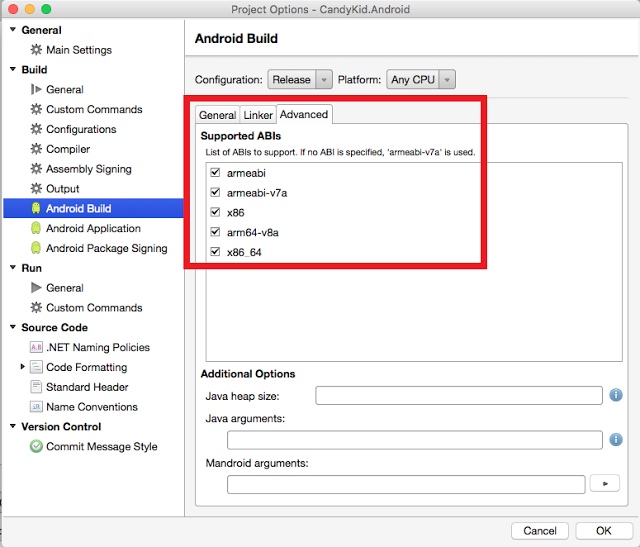 Project Options – CandyKid.Android
General
Main Settings
Build
General
Custom Commands
Configurations
Compiler
Assembly Signing
Output
Android Build
Android Application
Android Package Signing
Run
General
Custom Commands
Source Code
.NET Naming Policies
Code Formatting
Standard Header
Name Conventions
Version Control
Commit Message Style
Android Build
Configuration: Release Platform: Any CPU
General Linker Advanced
Supported ABIs
List of ABIs to support. If no ABI is specified, 'armeabi-v7a' is used.
armeabi
armeabi-v7a
x86
arm64-v8a
x86_64
Additional Options
Java heap size:
Java arguments:
Mandroid arguments:
Cancel OK